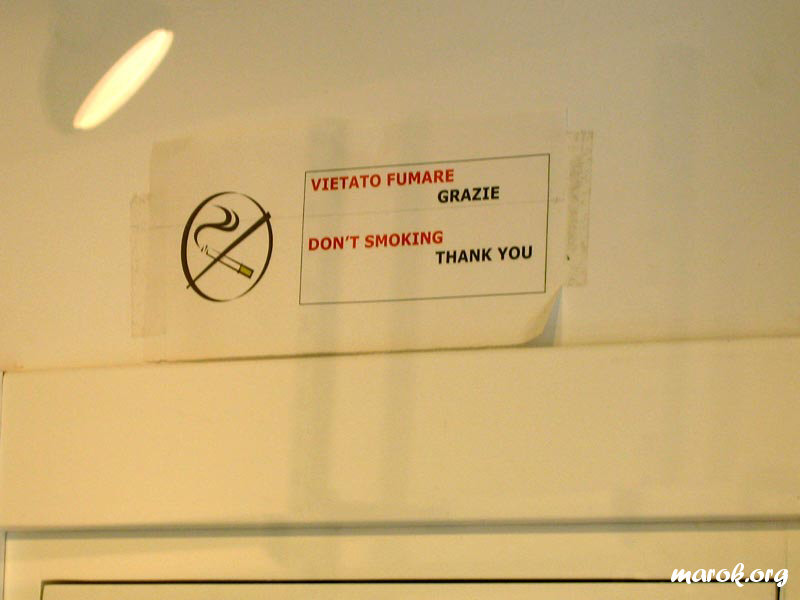 VIETATO FUMARE
GRAZIE
DON'T SMOKING
THANK YOU
marok.org